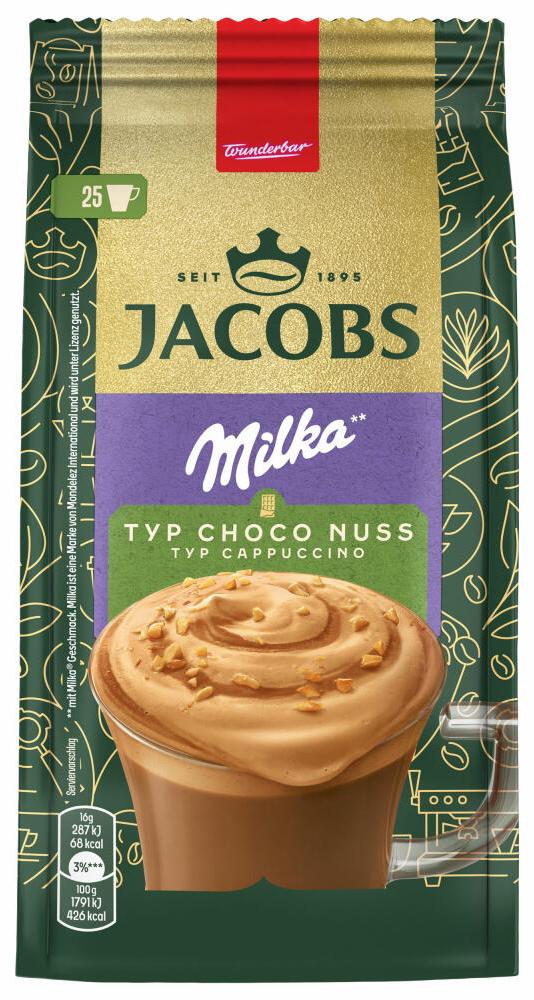 Wunderbar
25
SEIT 1895
JACOBS
Milka**
TYP CHOCO NUSS
TYP CAPPUCCINO
** mit Milka® Geschmack. Milka ist eine Marke von Mondelez International und wird unter Lizenz genutzt.
* Serviervorschlag
16g
287 kJ
68 kcal
3%***
100g
1791 kJ
426 kcal